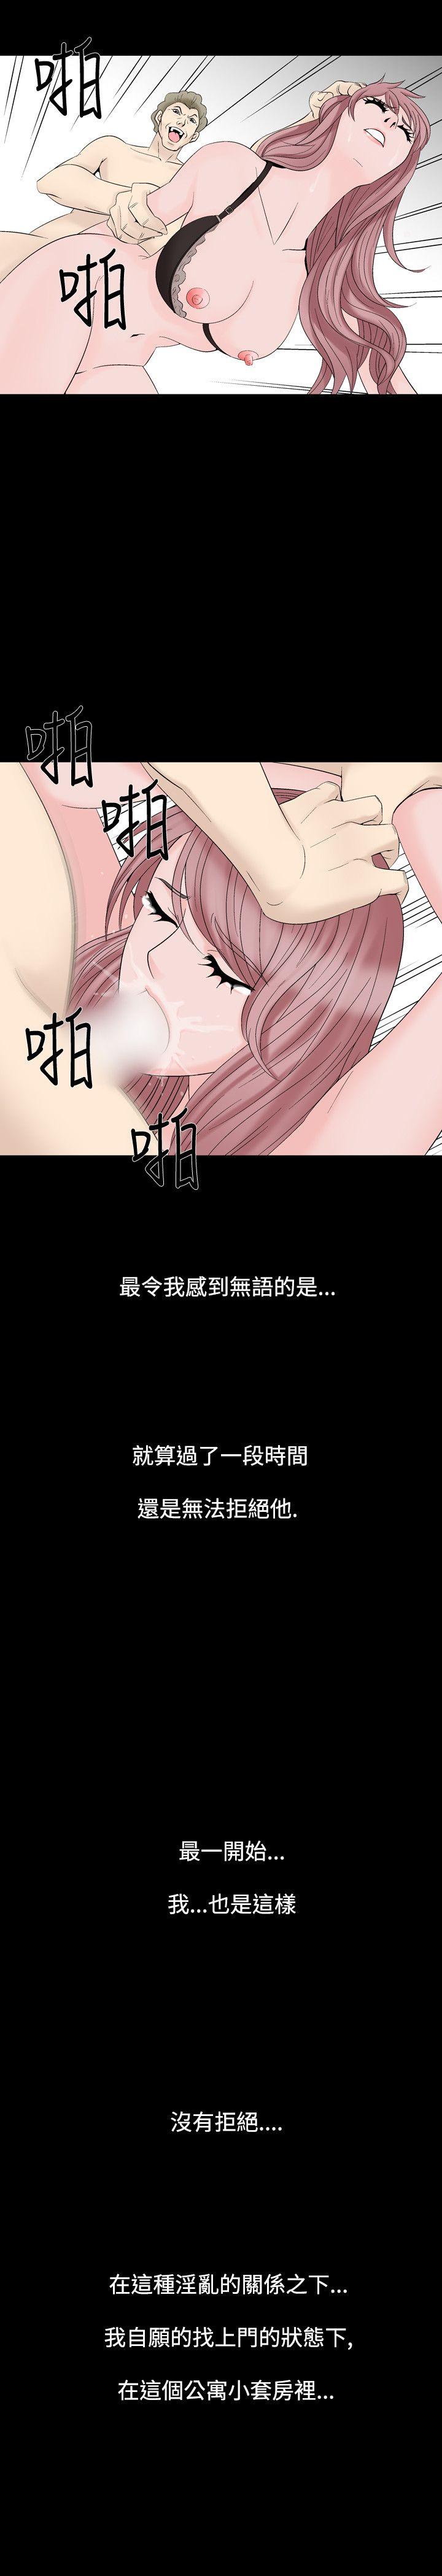 啪
啪
啪
啪
啪
啪
最令我感到無語的是...
就算過了一段時間
還是無法拒絕他.
最一開始...
我...也是這樣
沒有拒絕....
在這種淫亂的關係之下...
我自願的找上門的狀態下,
在這個公寓小套房裡...